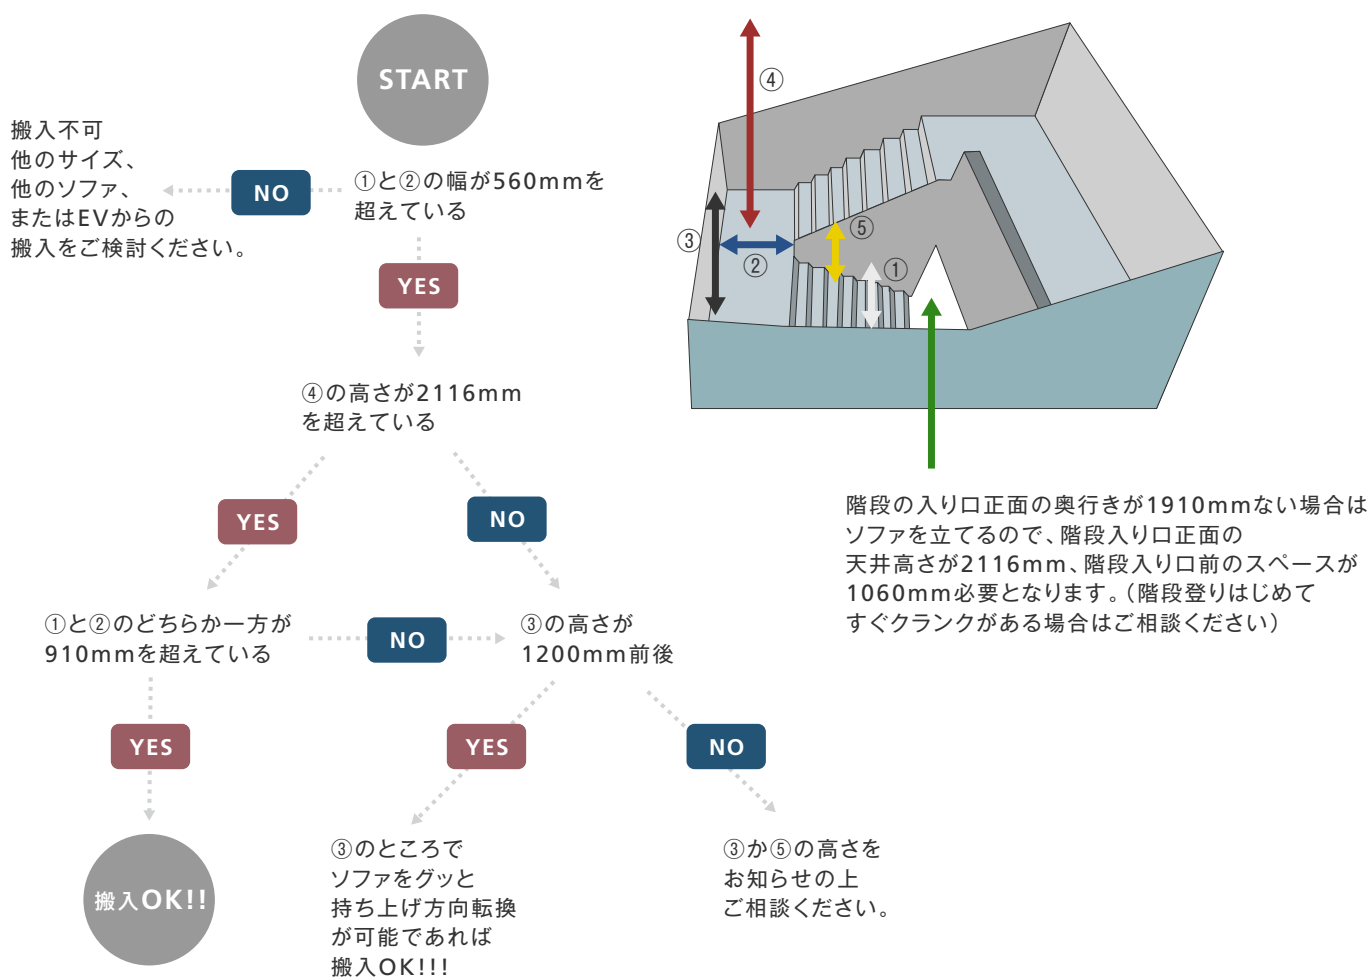 START
搬入不可
他のサイズ、
他のソファ、
またはEVからの
搬入をご検討ください。
NO
①と②の幅が560mmを
超えている
YES
④の高さが2116mm
を超えている
YES
NO
①と②のどちらか一方が
910mmを超えている
NO
③の高さが
1200mm前後
YES
YES
NO
搬入OK!!
③のところで
ソファをグッと
持ち上げ方向転換
が可能であれば
搬入OK!!!
③か⑤の高さを
お知らせの上
ご相談ください。
④
③
②
⑤
①
階段の入り口正面の奥行きが1910mmない場合は
ソファを立てるので、階段入り口正面の
天井高さが2116mm、階段入り口前のスペースが
1060mm必要となります。（階段登りはじめて
すぐクランクがある場合はご相談ください）